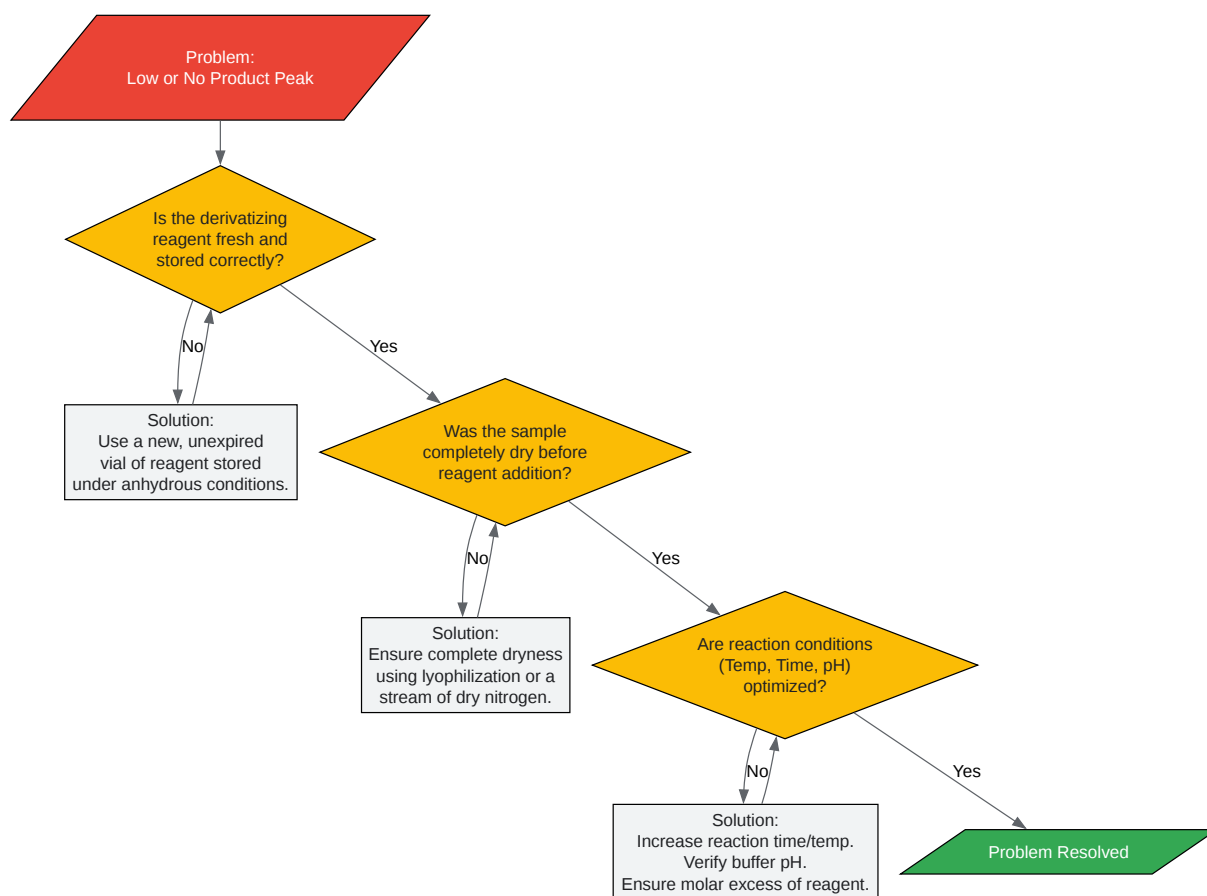 Problem:
Low or No Product Peak
Is the derivatizing
reagent fresh and
stored correctly?
No
Yes
Solution:
Use a new, unexpired
vial of reagent stored
under anhydrous conditions.
Was the sample
completely dry before
reagent addition?
No
Yes
Solution:
Ensure complete dryness
using lyophilization or a
stream of dry nitrogen.
Are reaction conditions
(Temp, Time, pH)
optimized?
No
Yes
Solution:
Increase reaction time/temp.
Verify buffer pH.
Ensure molar excess of reagent.
Problem Resolved